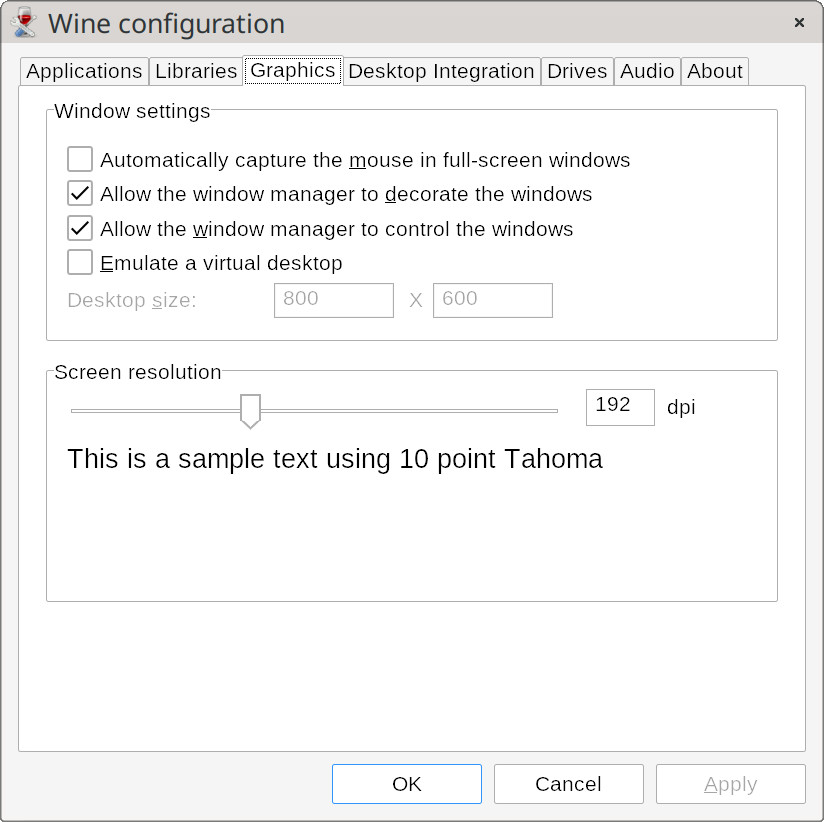 Wine configuration
Applications Libraries Graphics Desktop Integration Drives Audio About
Window settings
Automatically capture the mouse in full-screen windows
Allow the window manager to decorate the windows
Allow the window manager to control the windows
Emulate a virtual desktop
Desktop size: 800 X 600
Screen resolution
192 dpi
This is a sample text using 10 point Tahoma
OK Cancel Apply